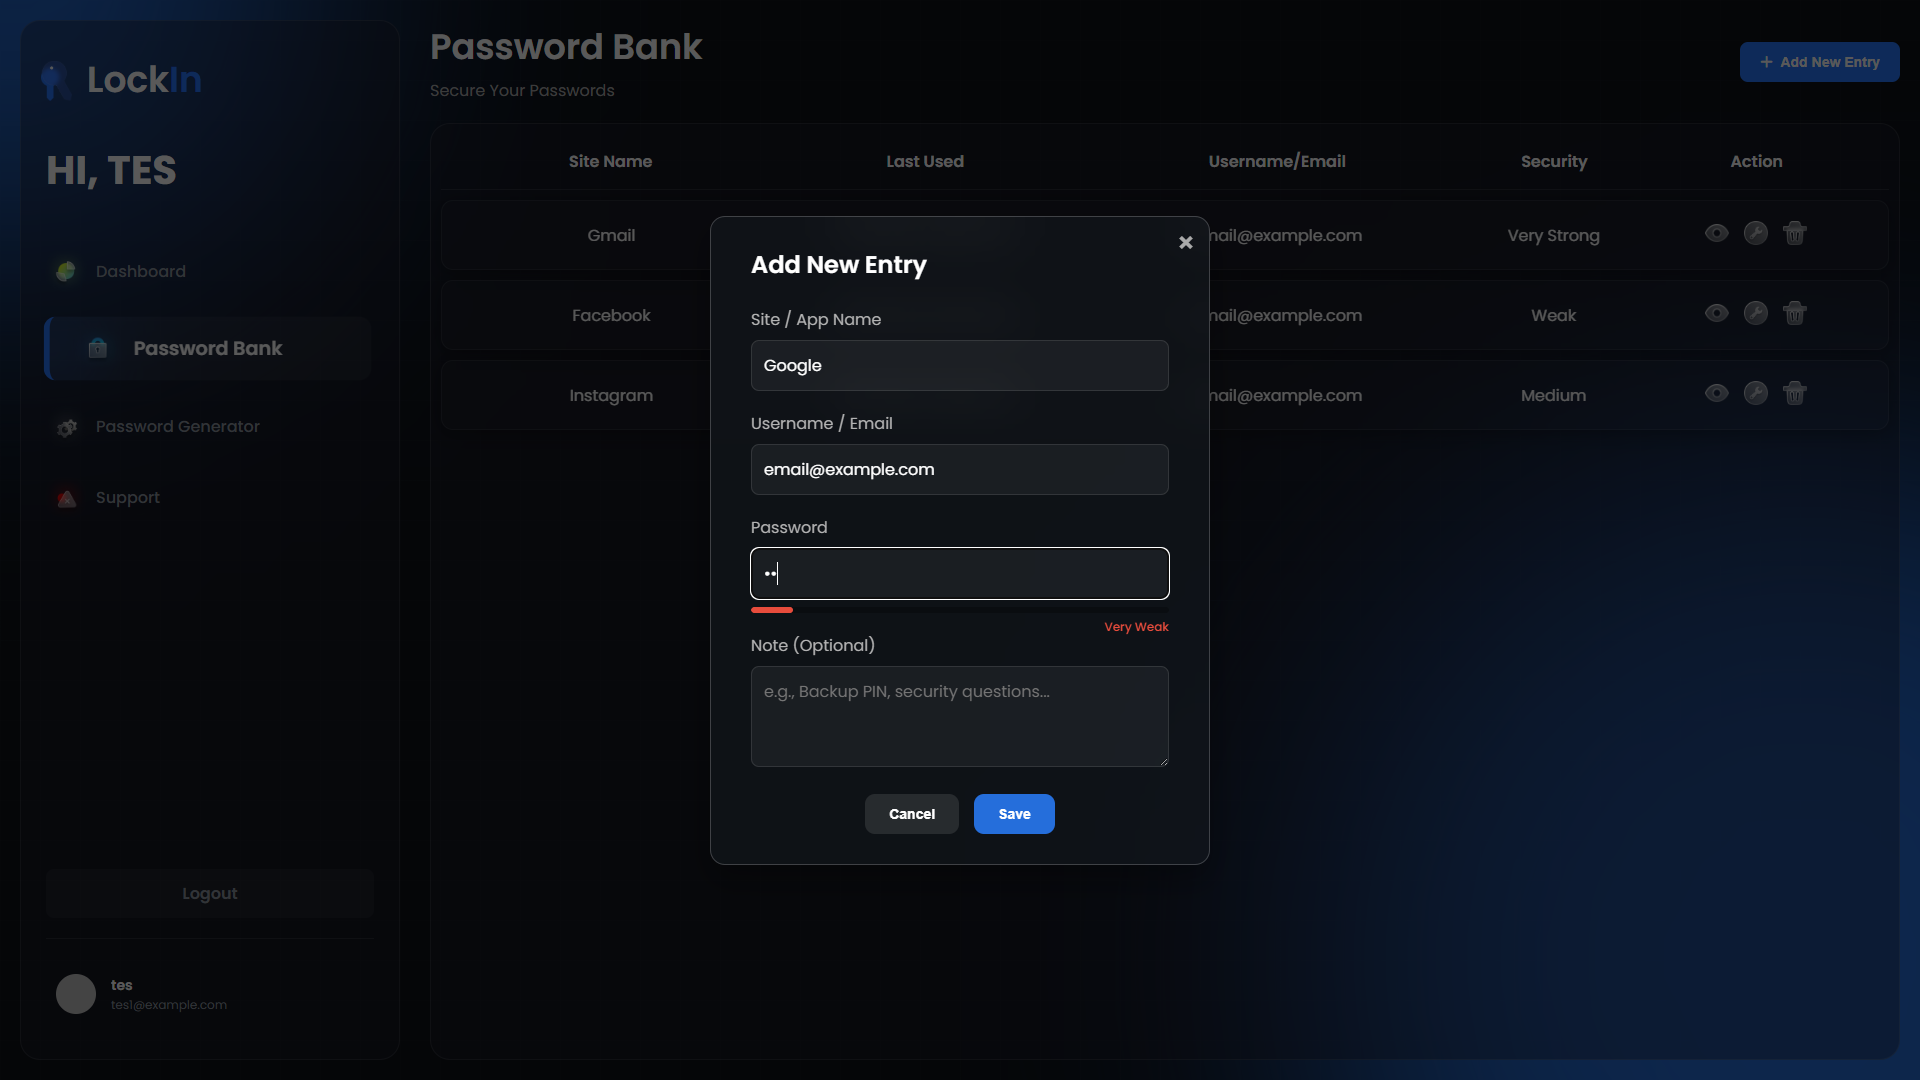 LockIn
HI, TES
Dashboard
Password Bank
Password Generator
Support
Logout
tes
tes1@example.com
Password Bank
Secure Your Passwords
+ Add New Entry
Site Name Last Used Username/Email Security Action
Gmail mail@example.com Very Strong
Facebook mail@example.com Weak
Instagram mail@example.com Medium
Add New Entry
Site / App Name
Google
Username / Email
email@example.com
Password
••
Very Weak
Note (Optional)
e.g., Backup PIN, security questions...
Cancel Save